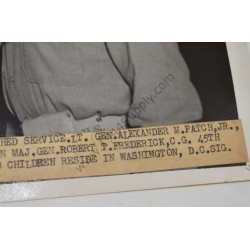 HED SERVICE.LT. GEN.ALEXANDER M.PATCH,JR.,
N MAJ.GEN.ROBERT T.FREDERICK,C.G. 45TH
CHILDREN RESIDE IN WASHINGTON, D.C.SIG.